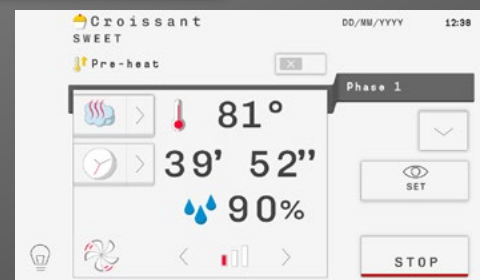 Croissant
SWEET
DD/MM/YYYY 12:38
Pre-heat
Phase 1
81°
39' 52"
90%
SET
STOP